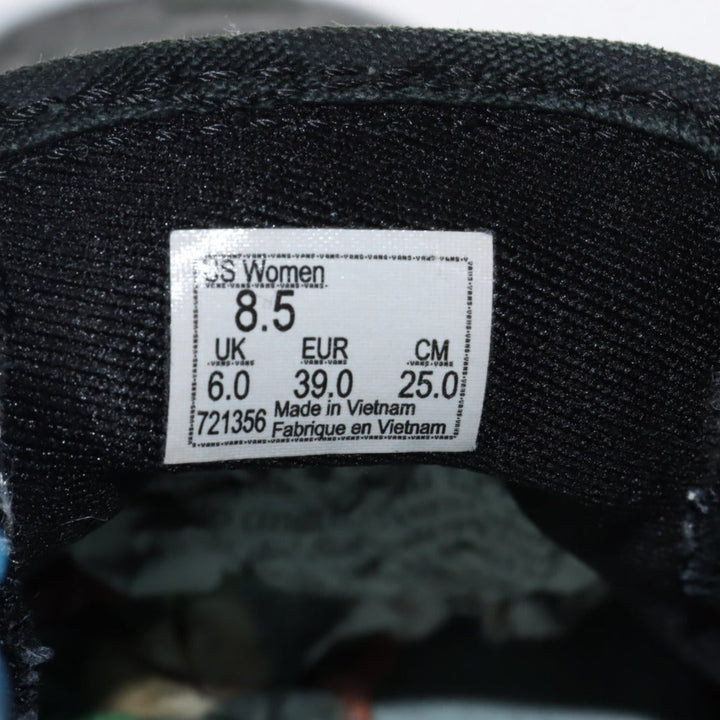 US Women
8.5
UK EUR CM
6.0 39.0 25.0
721356 Made in Vietnam
Fabrique en Vietnam